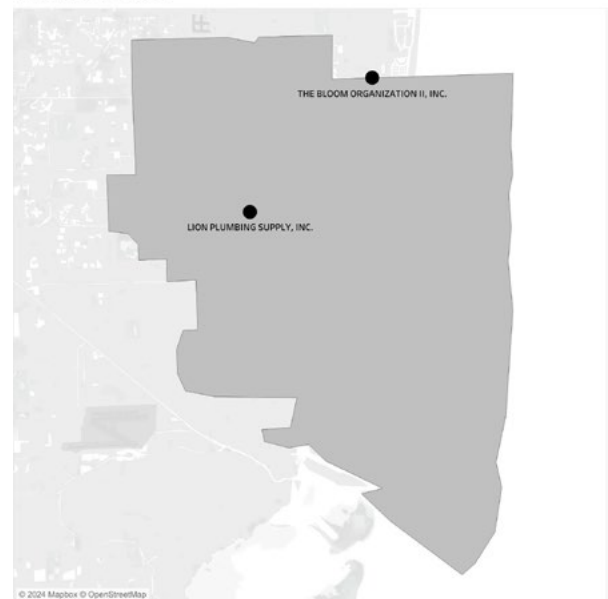 THE BLOOM ORGANIZATION II, INC.
LION PLUMBING SUPPLY, INC.
© 2024 Mapbox © OpenStreetMap